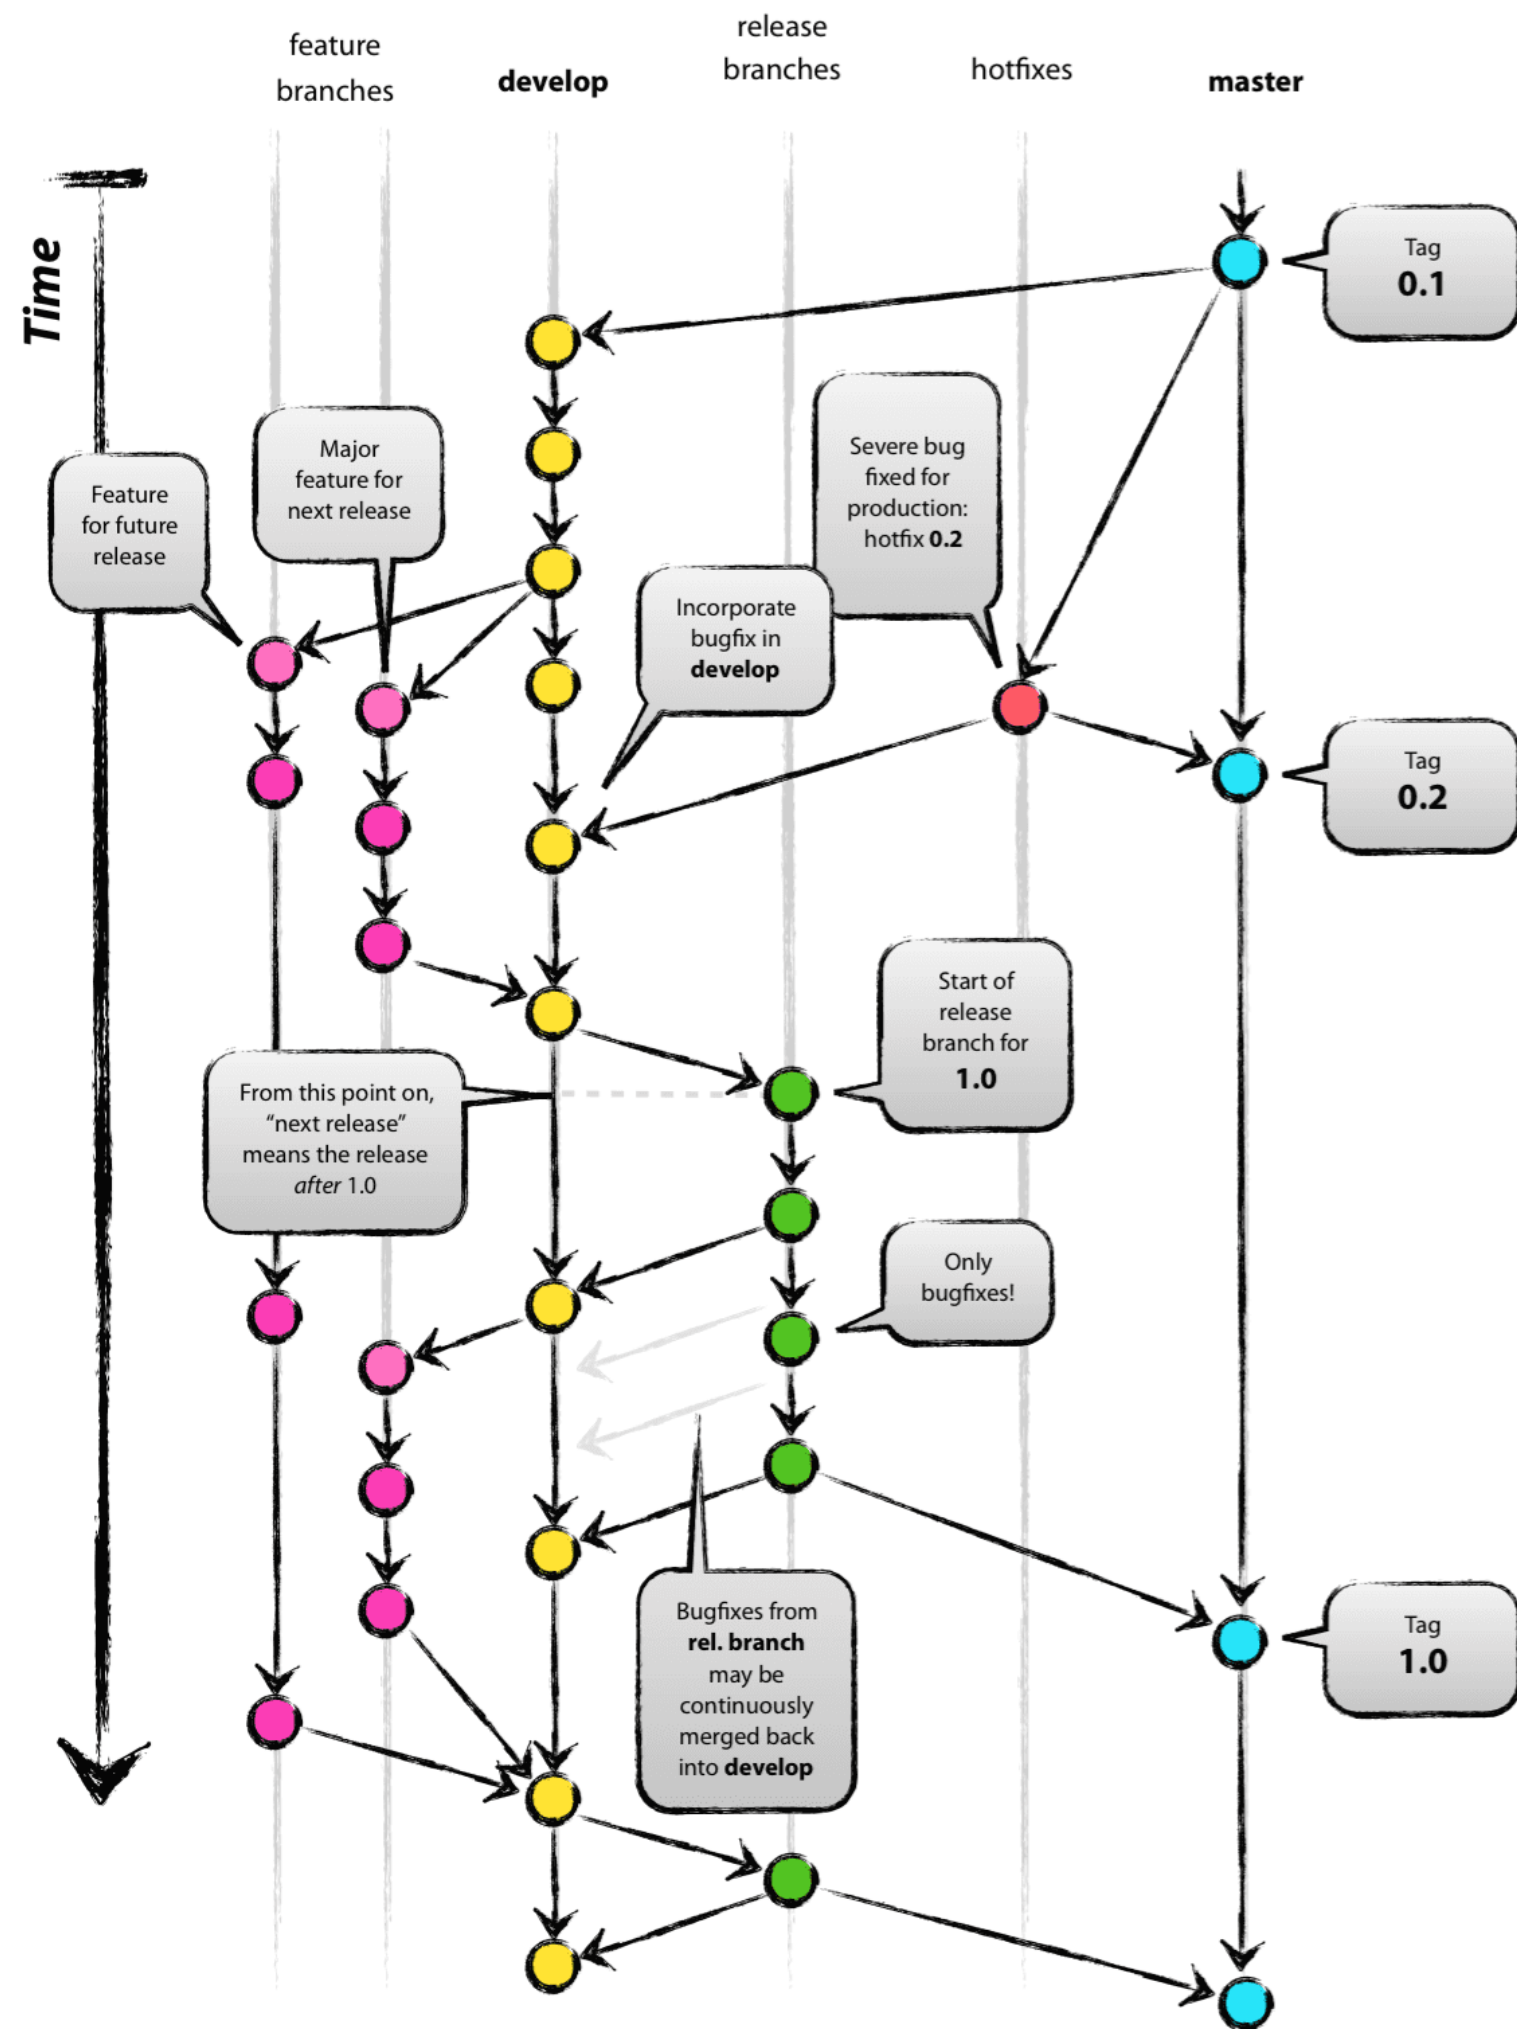 feature
branches
develop
release
branches
hotfixes
master
Time
Tag
0.1
Feature
for future
release
Major
feature for
next release
Severe bug
fixed for
production:
hotfix 0.2
Incorporate
bugfix in
develop
Tag
0.2
Start of
release
branch for
1.0
From this point on,
“next release”
means the release
after 1.0
Only
bugfixes!
Bugfixes from
rel. branch
may be
continuously
merged back
into develop
Tag
1.0